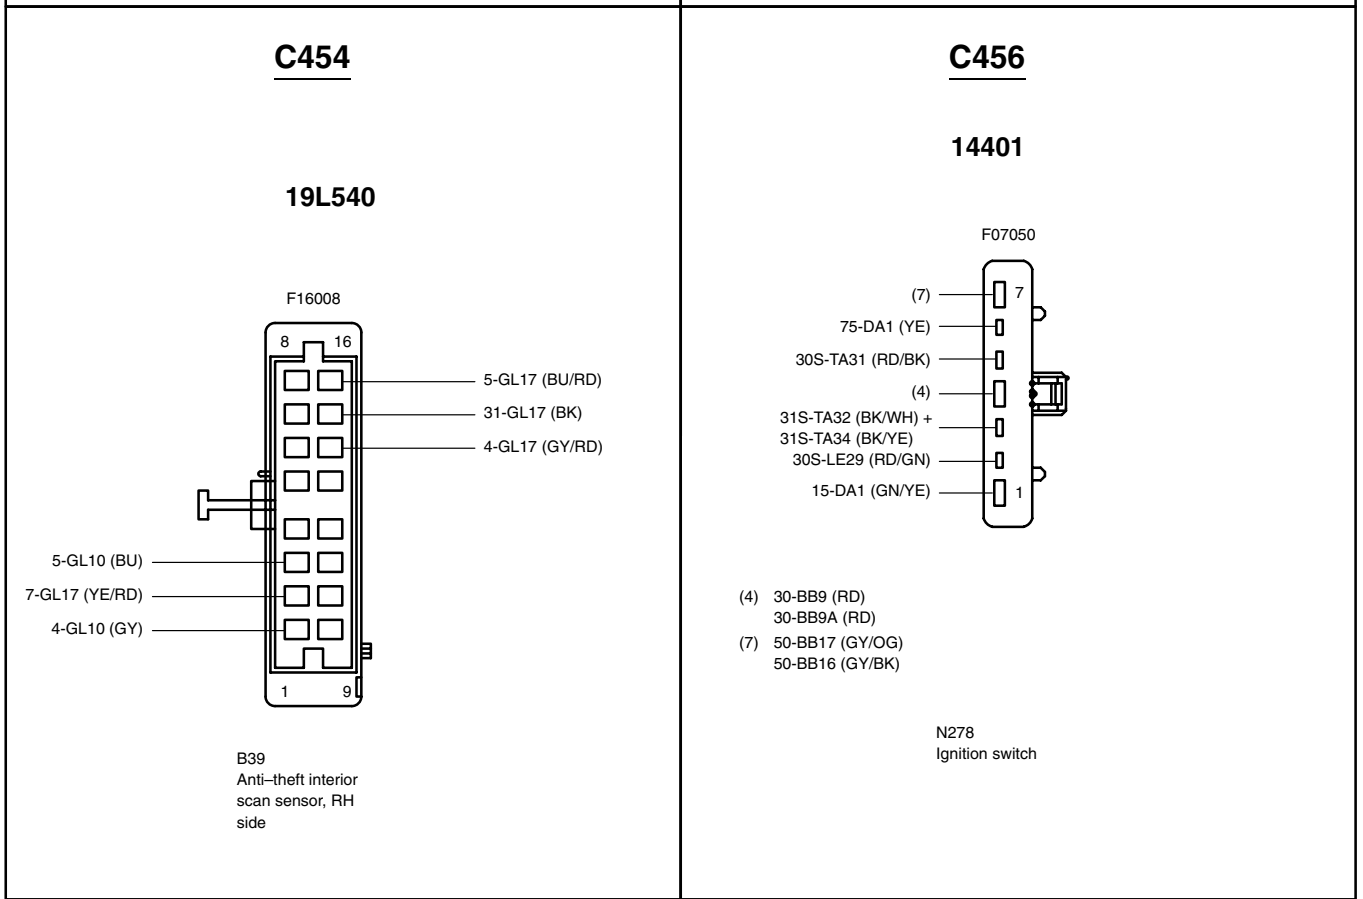 C454
19L540
F16008
8 16
5-GL17 (BU/RD)
31-GL17 (BK)
4-GL17 (GY/RD)
5-GL10 (BU)
7-GL17 (YE/RD)
4-GL10 (GY)
1 9
B39
Anti–theft interior
scan sensor, RH
side
C456
14401
F07050
(7) 7
75-DA1 (YE)
30S-TA31 (RD/BK)
(4)
31S-TA32 (BK/WH) +
31S-TA34 (BK/YE)
30S-LE29 (RD/GN)
15-DA1 (GN/YE) 1
(4) 30-BB9 (RD)
30-BB9A (RD)
(7) 50-BB17 (GY/OG)
50-BB16 (GY/BK)
N278
Ignition switch